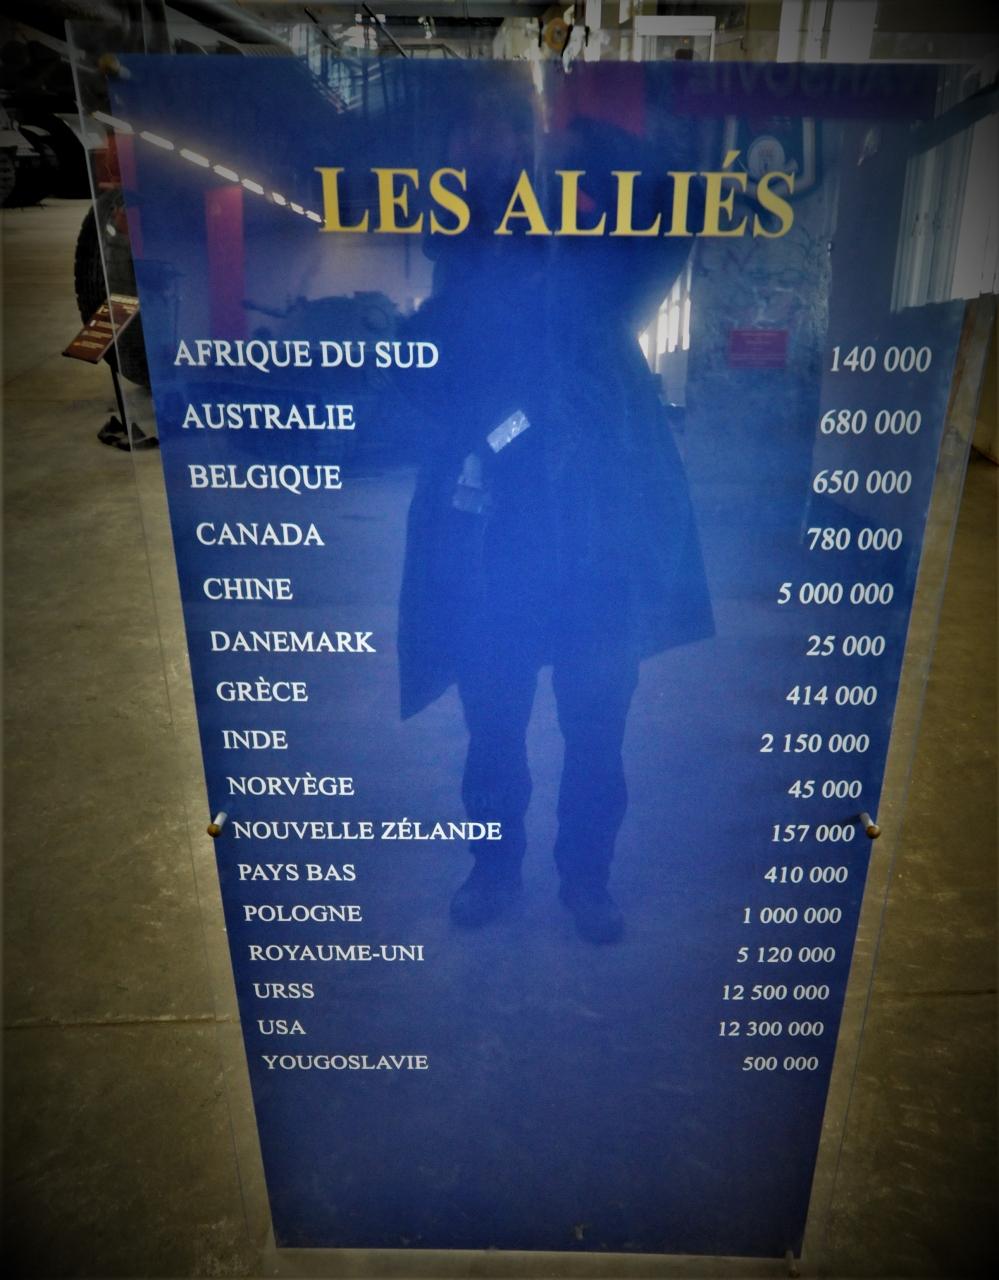 LES ALLIÉS
AFRIQUE DU SUD 140 000
AUSTRALIE 680 000
BELGIQUE 650 000
CANADA 780 000
CHINE 5 000 000
DANEMARK 25 000
GRÈCE 414 000
INDE 2 150 000
NORVÈGE 45 000
NOUVELLE ZÉLANDE 157 000
PAYS BAS 410 000
POLOGNE 1 000 000
ROYAUME-UNI 5 120 000
URSS 12 500 000
USA 12 300 000
YOUGOSLAVIE 500 000